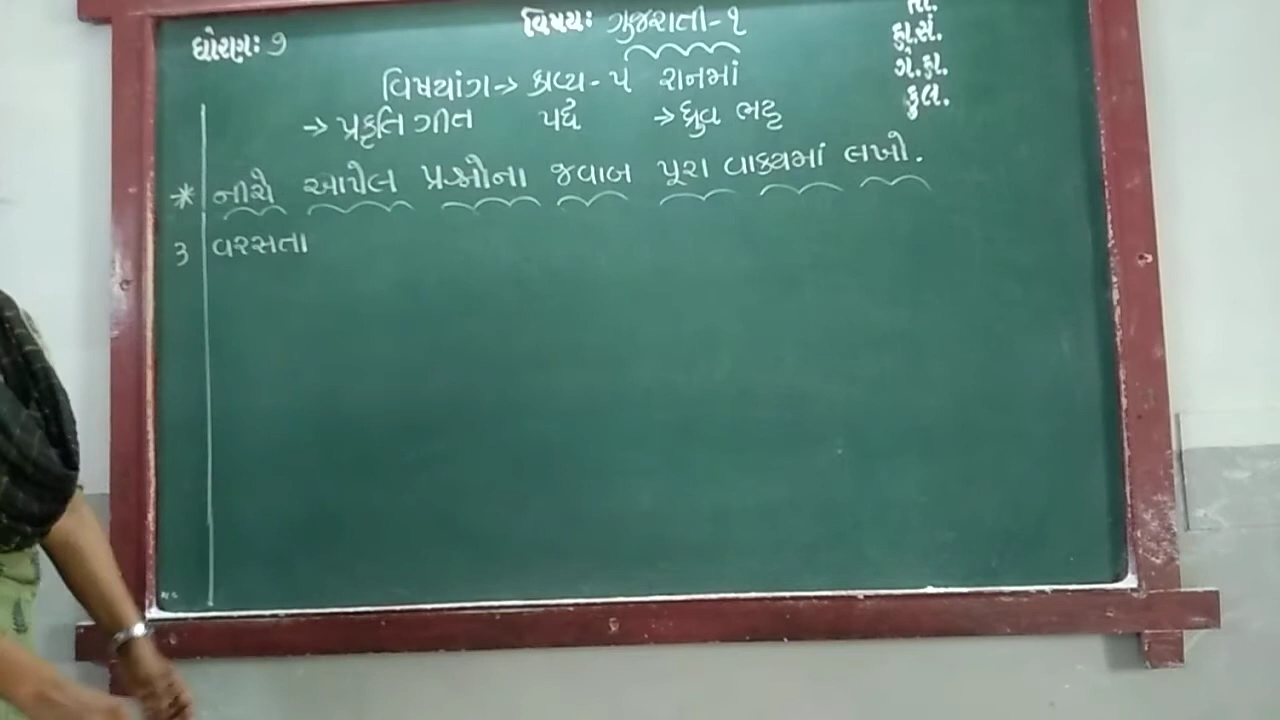 ધોરણઃ ૭ વિષયઃ ગુજરાતી-૧ તા.
હા.સં.
વિષયાંગ→ કાવ્ય - ૫ રાનમાં ગે.હા.
→ પ્રકૃતિ ગીત પદ્ય → ધ્રુવ ભટ્ટ કુલ.
* નીચે આપેલ પ્રશ્નોના જવાબ પૂરા વાક્યમાં લખો.
૩ વરસતા